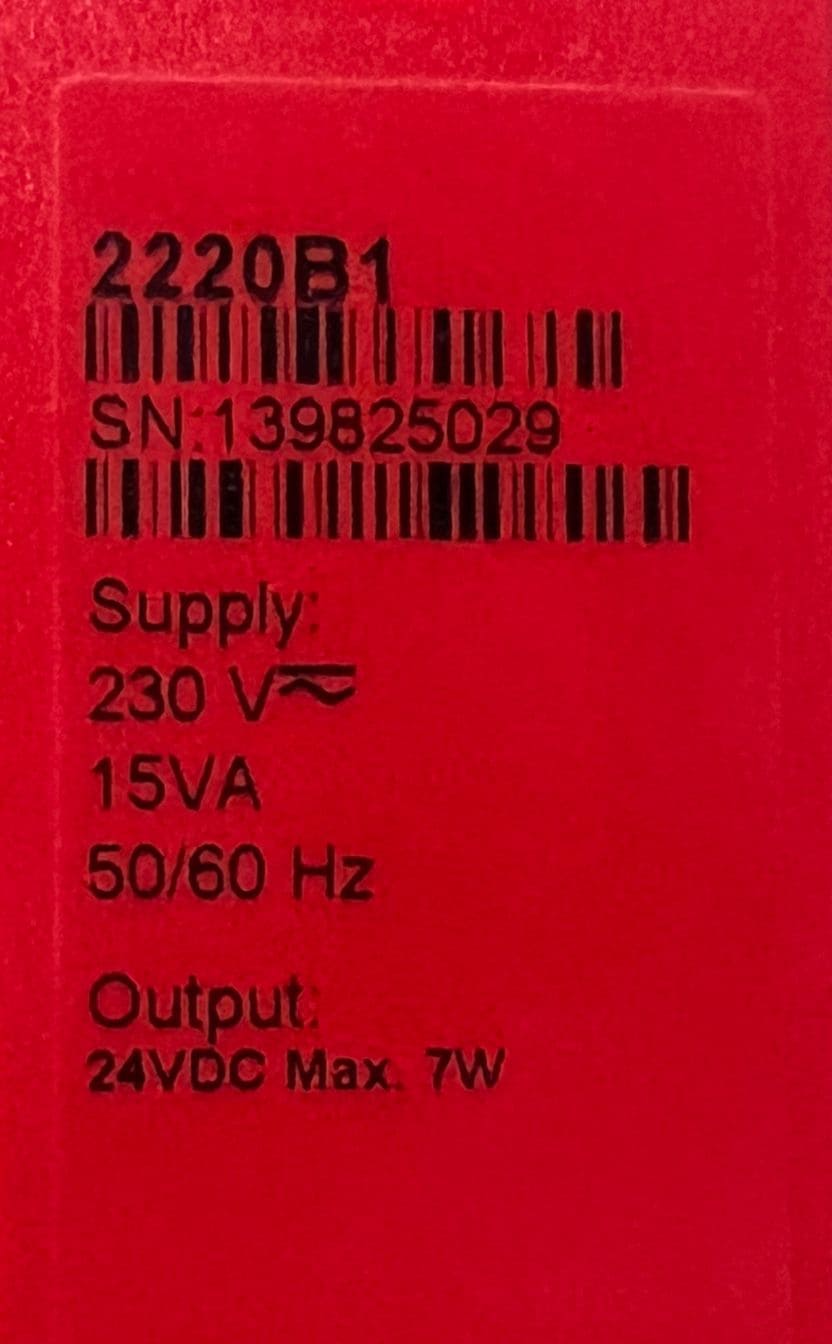 2220B1
SN:139825029
Supply:
230 V⏦
15VA
50/60 Hz
Output:
24VDC Max. 7W